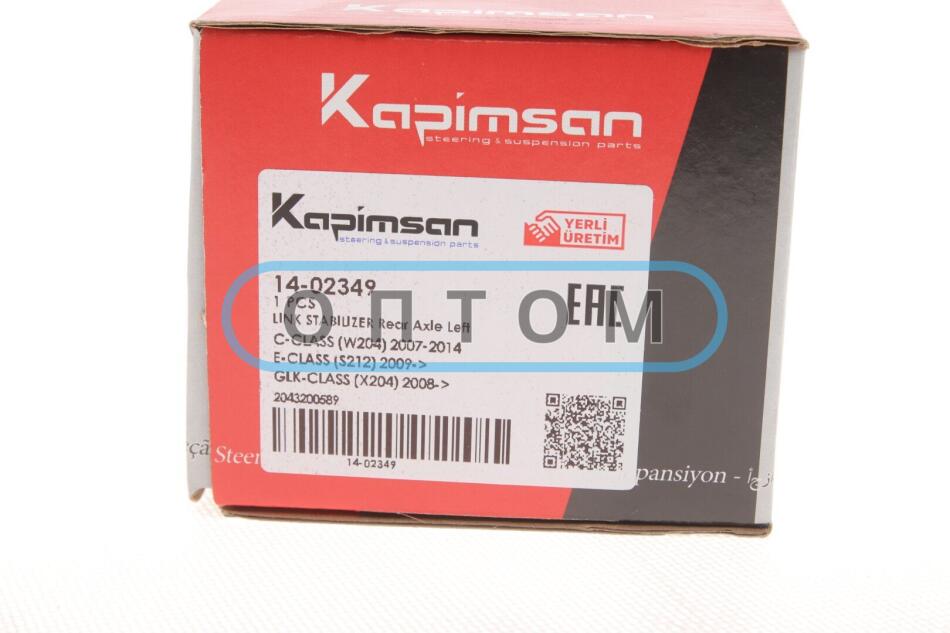 Kapimsan
steering & suspension parts
Kapimsan
steering & suspension parts
YERLİ
ÜRETİM
14-02349
1 PCS
LINK STABILIZER Rear Axle Left
C-CLASS (W204) 2007-2014
E-CLASS (S212) 2009->
GLK-CLASS (X204) 2008->
2043200589
EAC
ОПТОМ
14-02349
Steer
pansiyon -